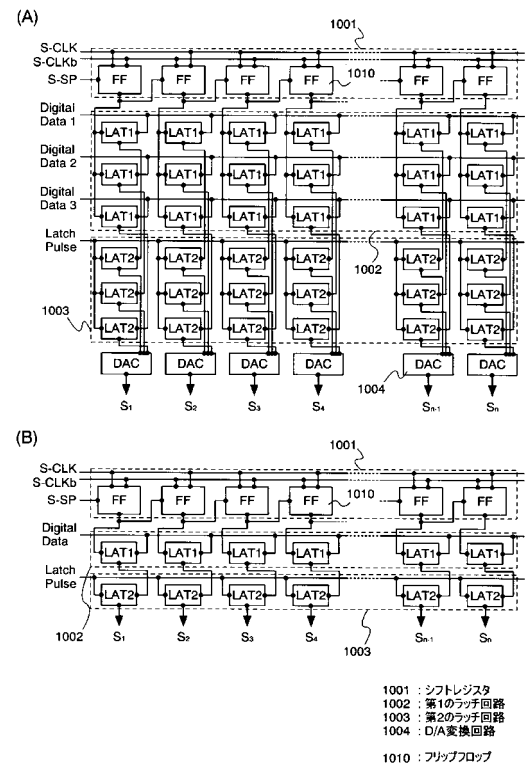 (A)
1001
S-CLK
S-CLKb
S-SP
FF FF FF FF 1010 FF FF
Digital
Data 1
LAT1 LAT1 LAT1 LAT1 LAT1 LAT1
Digital
Data 2
LAT1 LAT1 LAT1 LAT1 LAT1 LAT1
Digital
Data 3
LAT1 LAT1 LAT1 LAT1 LAT1 LAT1
Latch
Pulse
1002
LAT2 LAT2 LAT2 LAT2 LAT2 LAT2
LAT2 LAT2 LAT2 LAT2 LAT2 LAT2
1003
LAT2 LAT2 LAT2 LAT2 LAT2 LAT2
DAC DAC DAC DAC DAC DAC
1004
S1 S2 S3 S4 Sn-1 Sn
(B)
1001
S-CLK
S-CLKb
S-SP
FF FF FF FF 1010 FF FF
Digital
Data
LAT1 LAT1 LAT1 LAT1 LAT1 LAT1
Latch
Pulse
LAT2 LAT2 LAT2 LAT2 LAT2 LAT2
1002
S1 S2 S3 S4 Sn-1 Sn
1003
1001 : シフトレジスタ
1002 : 第1のラッチ回路
1003 : 第2のラッチ回路
1004 : D/A変換回路
1010 : フリップフロップ